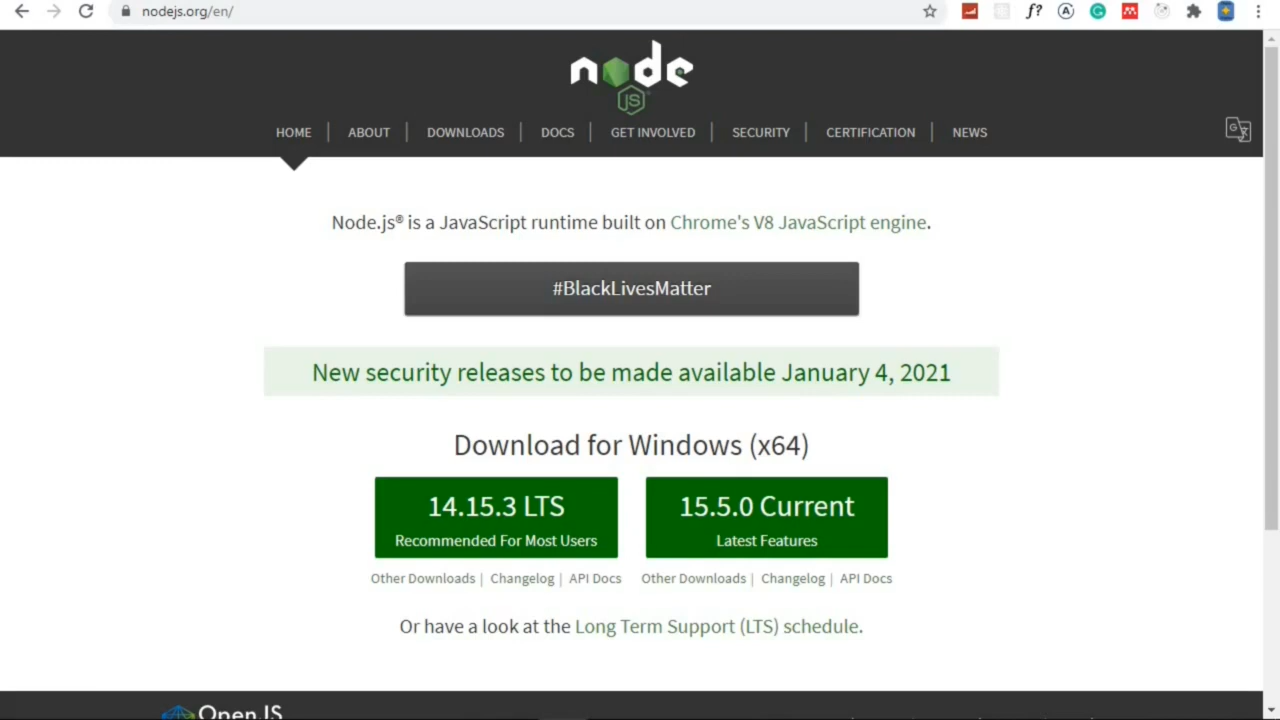 nodejs.org/en/
f?
node
JS
HOME | ABOUT | DOWNLOADS | DOCS | GET INVOLVED | SECURITY | CERTIFICATION | NEWS
Node.js® is a JavaScript runtime built on Chrome's V8 JavaScript engine.
#BlackLivesMatter
New security releases to be made available January 4, 2021
Download for Windows (x64)
14.15.3 LTS
Recommended For Most Users
15.5.0 Current
Latest Features
Other Downloads | Changelog | API Docs
Other Downloads | Changelog | API Docs
Or have a look at the Long Term Support (LTS) schedule.
OpenJS